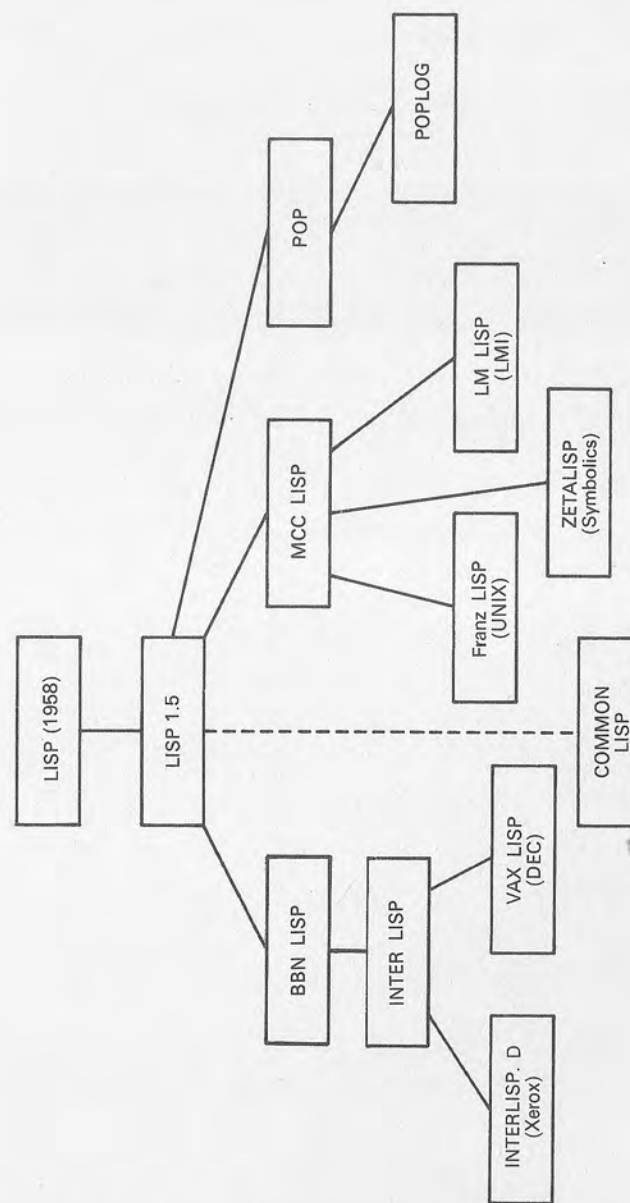 LISP (1958)
LISP 1.5
BBN LISP
MCC LISP
POP
INTER LISP
POPLOG
INTERLISP. D
(Xerox)
VAX LISP
(DEC)
Franz LISP
(UNIX)
LM LISP
(LMI)
ZETALISP
(Symbolics)
COMMON
LISP